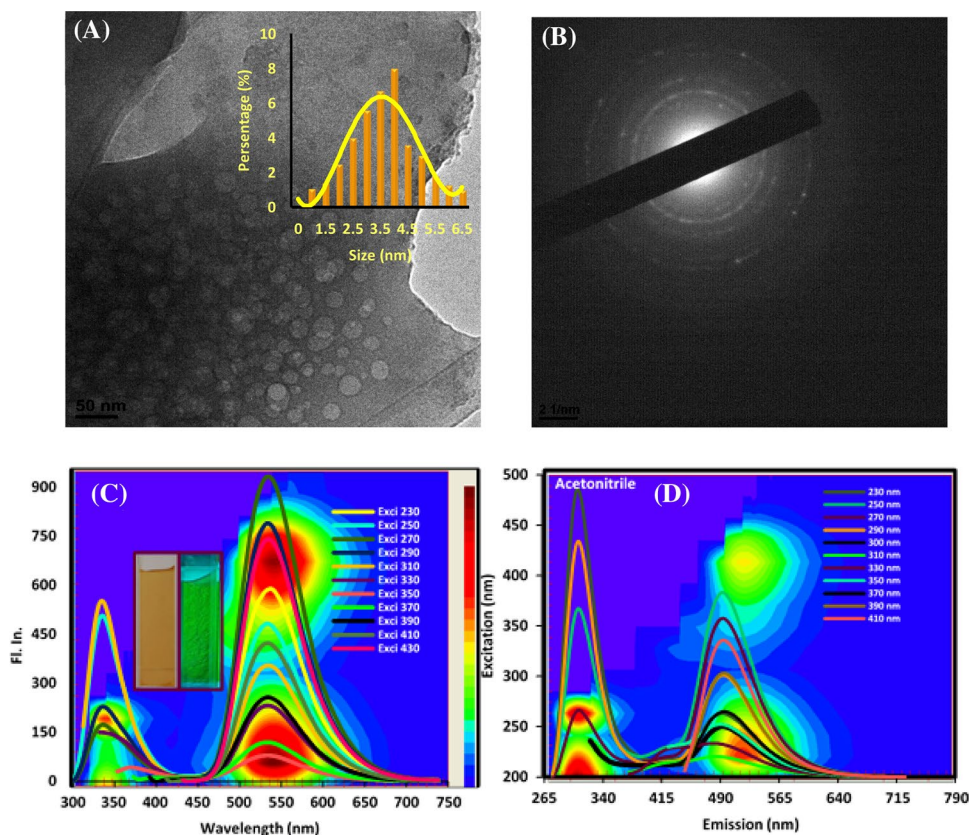 (A)
10
8
6
4
2
0
Persentage (%)
0 1.5 2.5 3.5 4.5 5.5 6.5
Size (nm)
50 nm
(B)
2 1/nm
(C)
900
750
600
450
300
150
0
Fl. In.
Exci 230
Exci 250
Exci 270
Exci 290
Exci 310
Exci 330
Exci 350
Exci 370
Exci 390
Exci 410
Exci 430
300 350 400 450 500 550 600 650 700 750
Wavelength (nm)
Acetonitrile
(D)
500
450
400
350
300
250
200
Excitation (nm)
230 nm
250 nm
270 nm
290 nm
300 nm
310 nm
330 nm
350 nm
370 nm
390 nm
410 nm
265 340 415 490 565 640 715 790
Emission (nm)